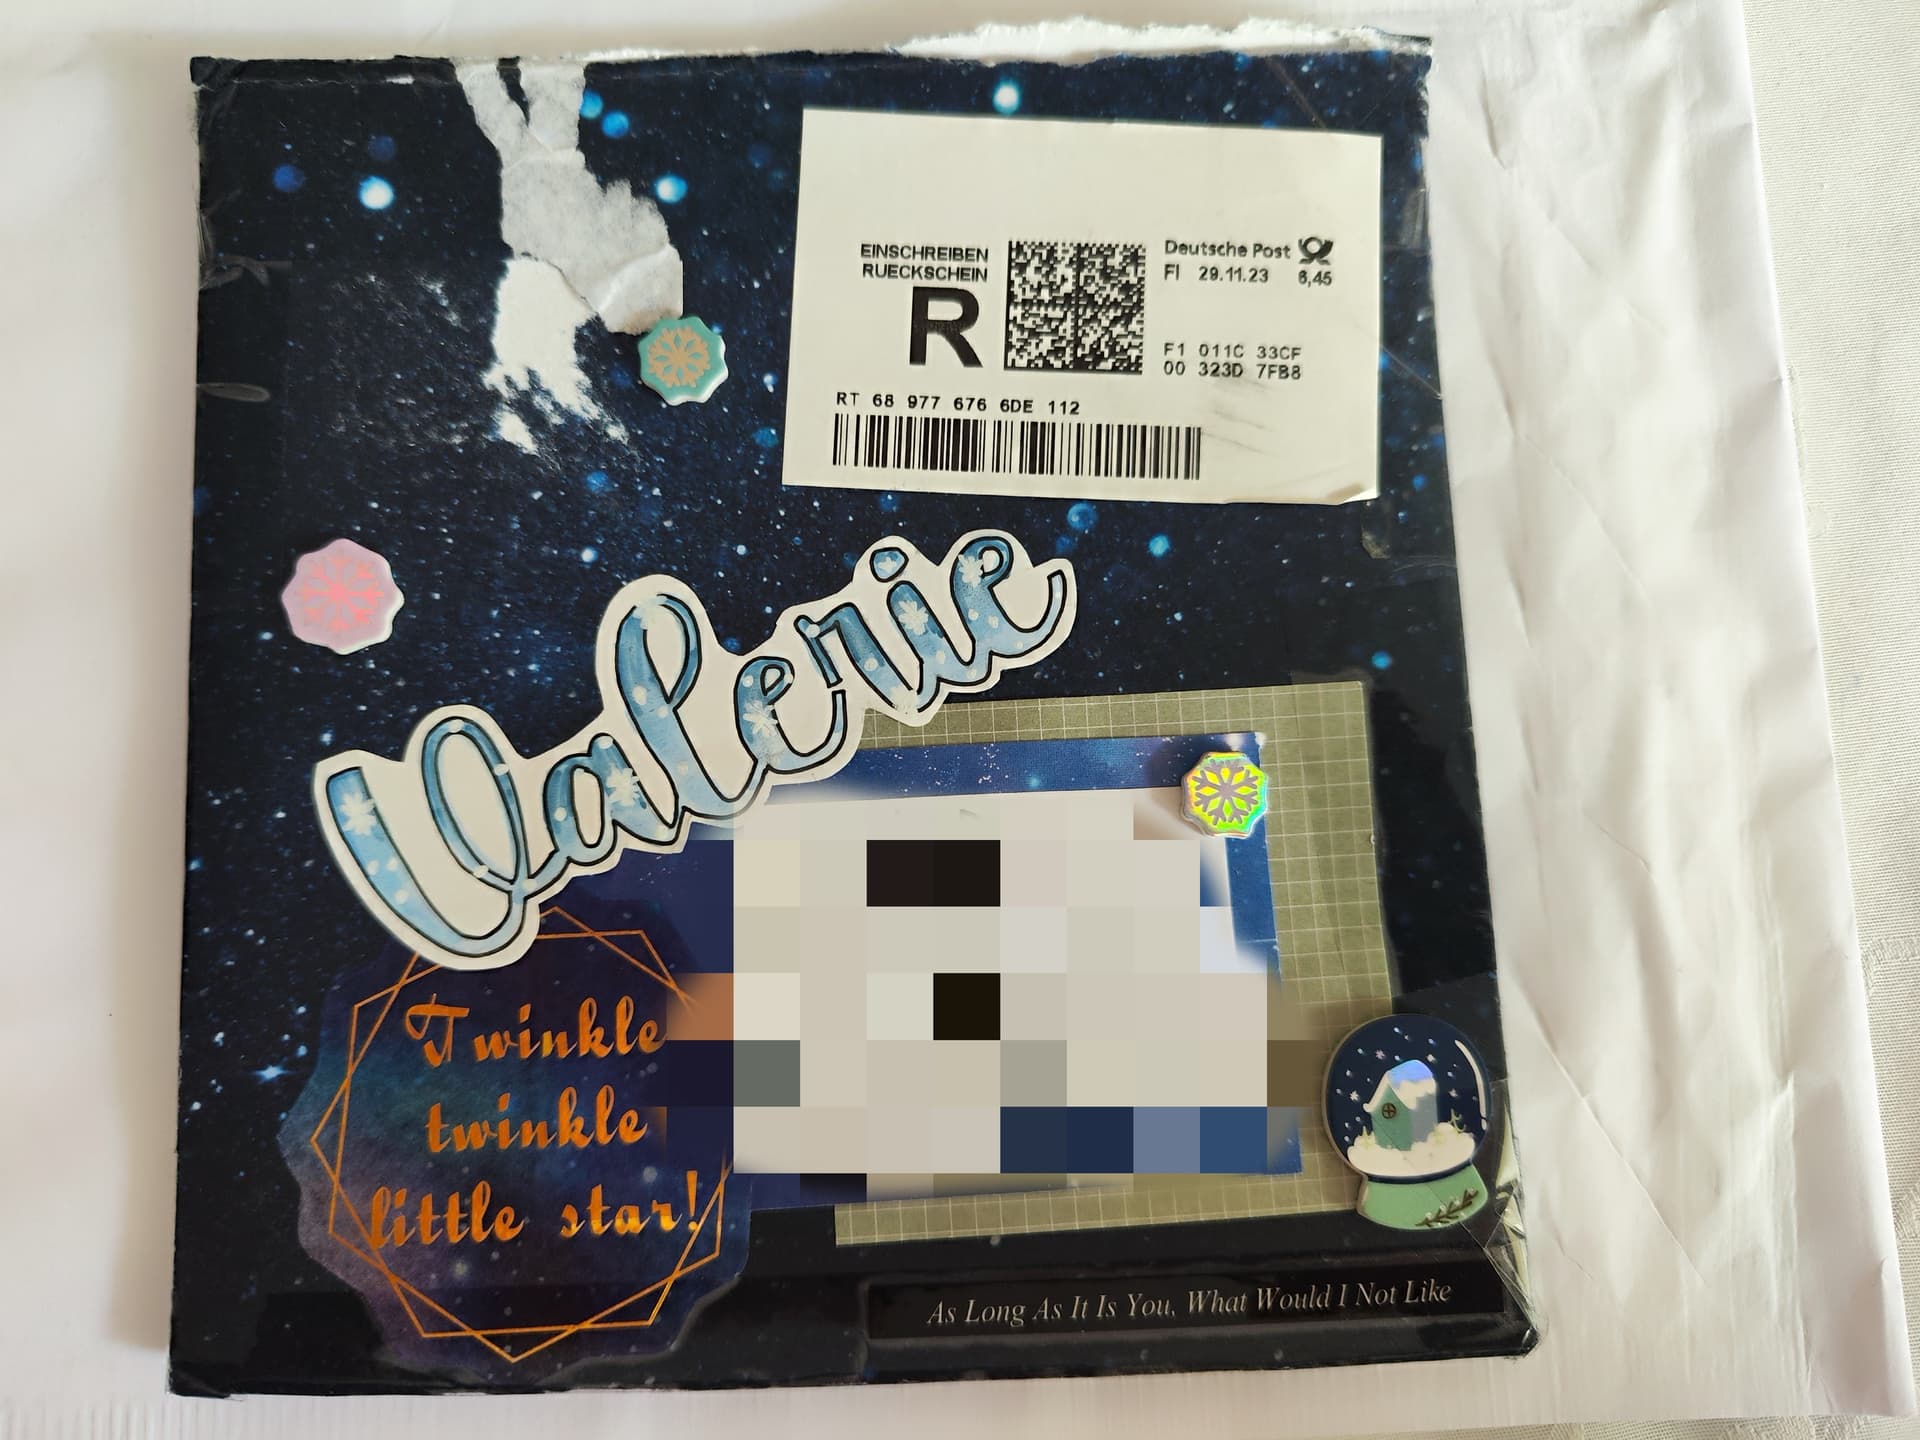 EINSCHREIBEN
RUECKSCHEIN
R
Deutsche Post
FI 29.11.23 6,45
F1 011C 33CF
00 323D 7FB8
RT 68 977 676 6DE 112
Valerie
Twinkle
twinkle
little star!
As Long As It Is You, What Would I Not Like